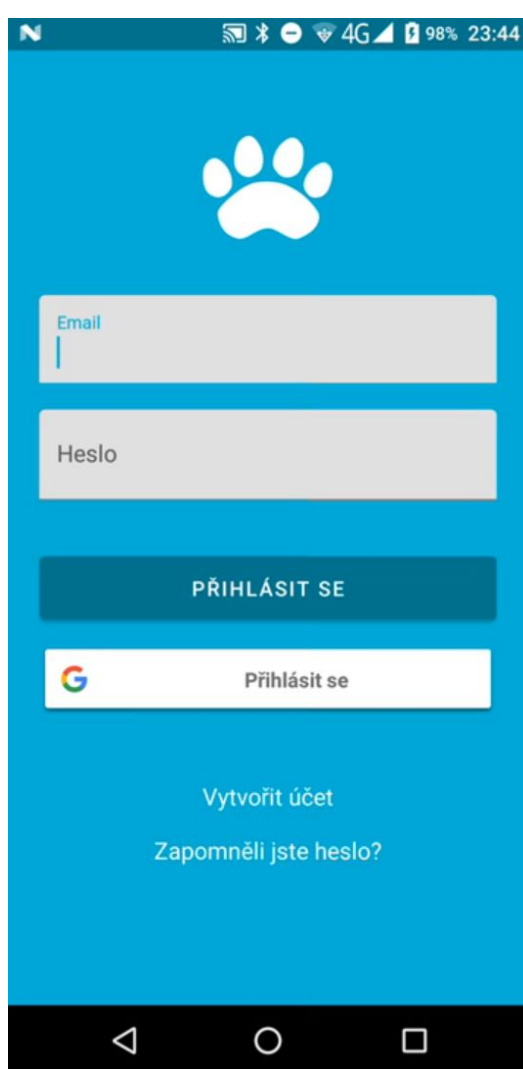 4G 98% 23:44
Email
Heslo
PŘIHLÁSIT SE
Přihlásit se
Vytvořit účet
Zapomněli jste heslo?